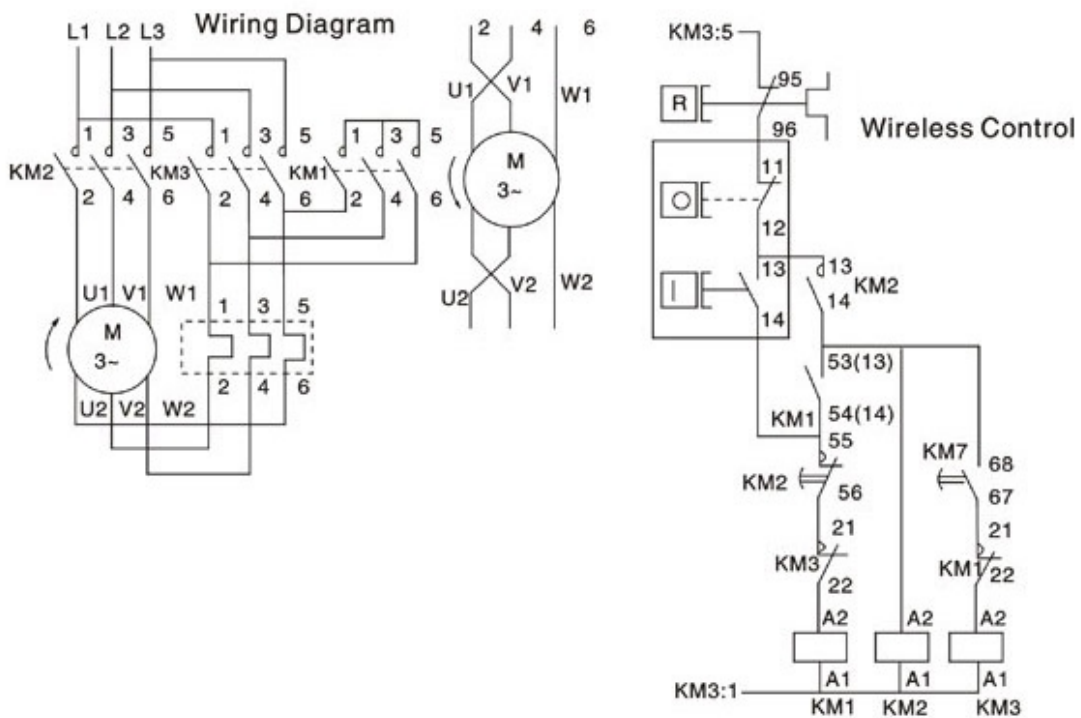 Wiring Diagram
L1 L2 L3
1 3 5 1 3 5 1 3 5
KM2 KM3 KM1
2 4 6 2 4 6 2 4 6
U1 V1 W1 1 3 5
M
3~
2 4 6
U2 V2 W2
2 4 6
U1 V1 W1
M
3~
U2 V2 W2
Wireless Control
KM3:5
95
R
96
11
O
12
13 13
KM2
I 14
14
53(13)
54(14)
KM1
55
KM2
56
KM7 68
67
21 21
KM3 KM1
22 22
A2 A2 A2
A1 A1 A1
KM3:1
KM1 KM2 KM3